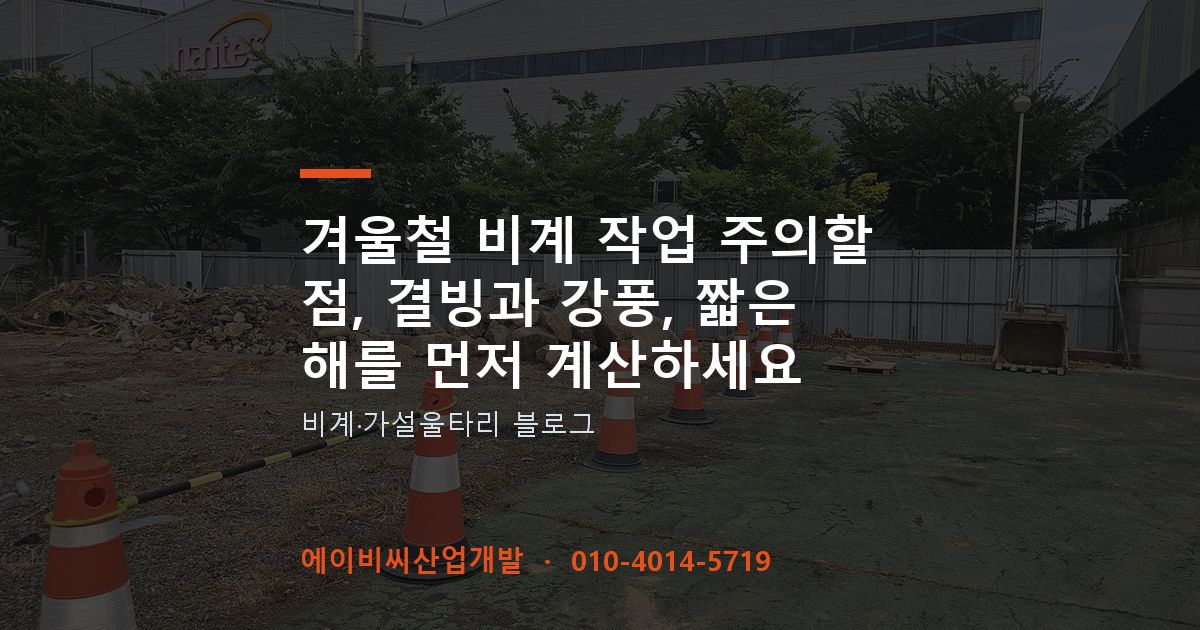 hantes
겨울철 비계 작업 주의할
점, 결빙과 강풍, 짧은
해를 먼저 계산하세요
비계·가설울타리 블로그
에이비씨산업개발 · 010-4014-5719